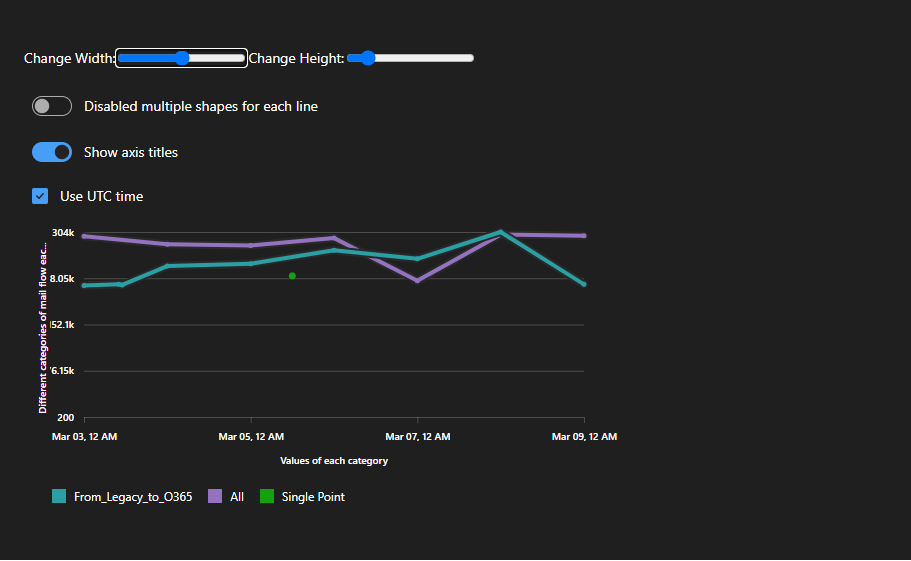 Change Width: Change Height:
Disabled multiple shapes for each line
Show axis titles
Use UTC time
304k
8.05k
52.1k
6.15k
200
Different categories of mail flow eac...
Mar 03, 12 AM Mar 05, 12 AM Mar 07, 12 AM Mar 09, 12 AM
Values of each category
From_Legacy_to_O365 All Single Point